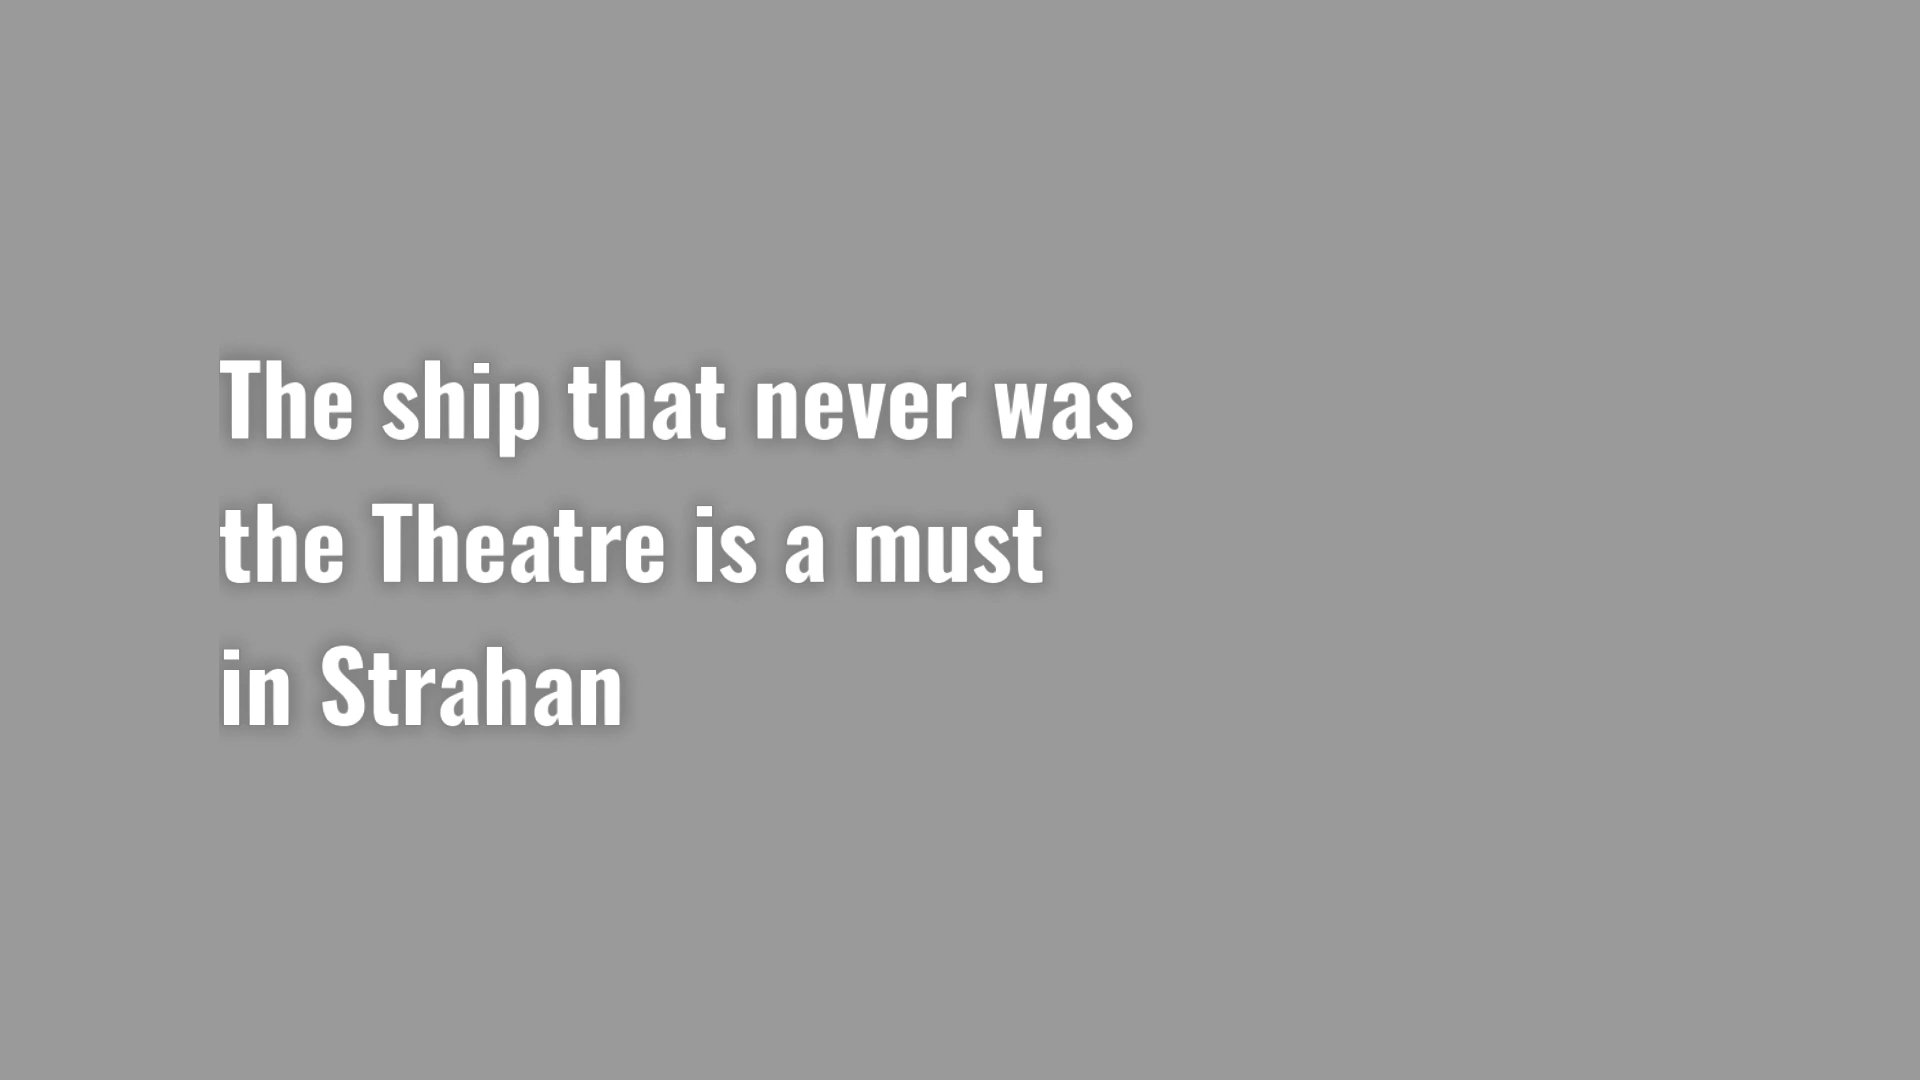 The ship that never was
the Theatre is a must
in Strahan